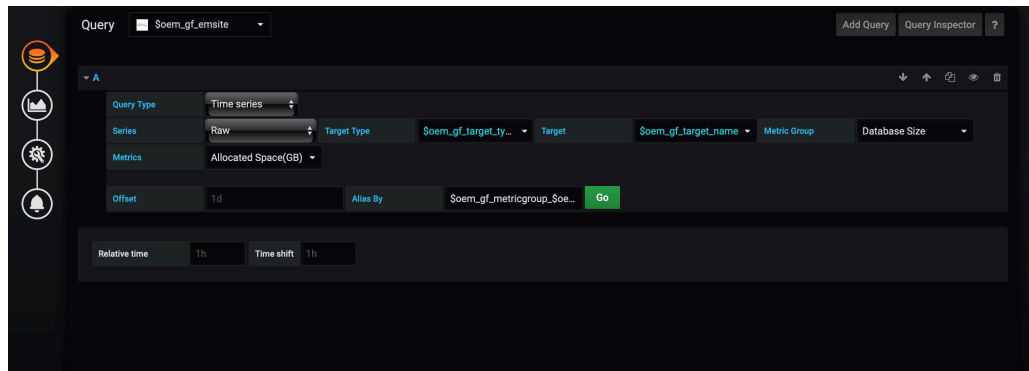 Query $oem_gf_emsite Add Query Query Inspector ?
A
Query Type Time series
Series Raw Target Type $oem_gf_target_ty... Target $oem_gf_target_name Metric Group Database Size
Metrics Allocated Space(GB)
Offset 1d Alias By $oem_gf_metricgroup_$oe... Go
Relative time 1h Time shift 1h